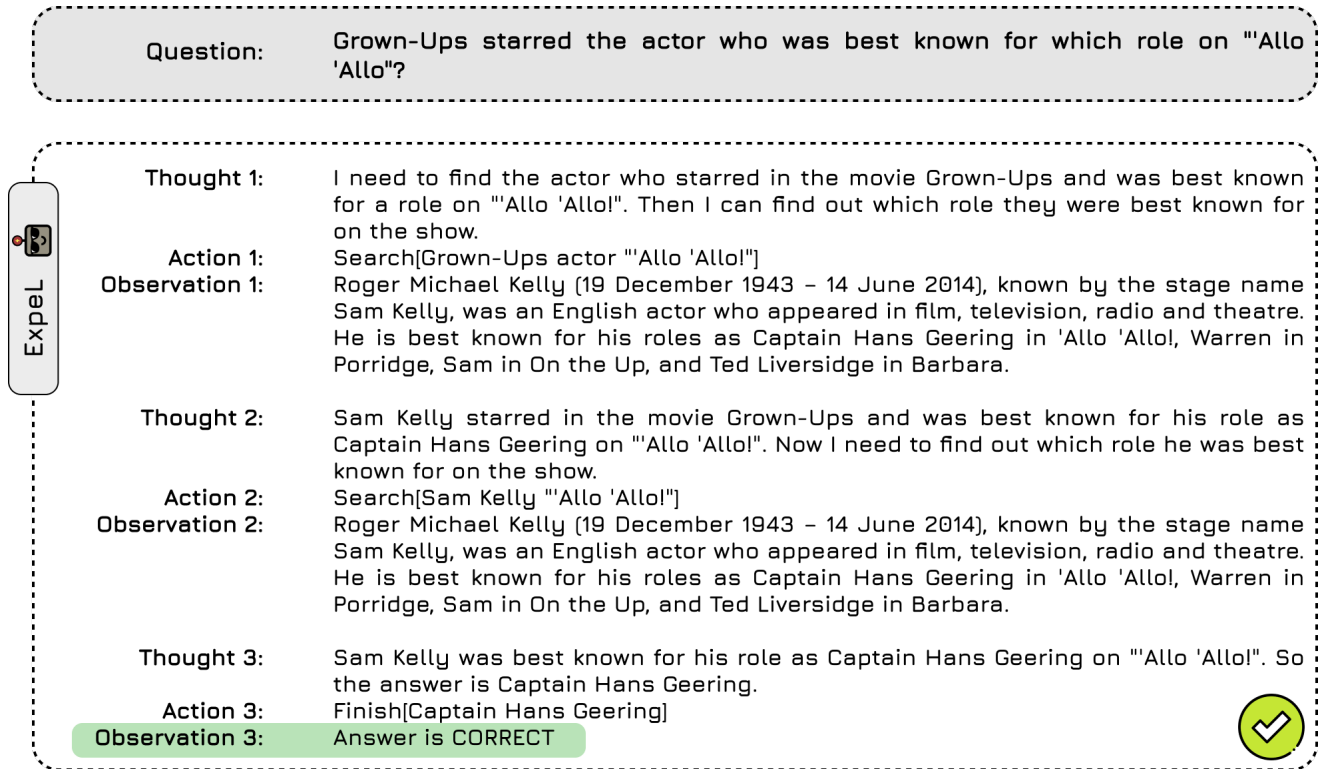 Question: Grown-Ups starred the actor who was best known for which role on "'Allo
'Allo"?
ExpeL
Thought 1: I need to find the actor who starred in the movie Grown-Ups and was best known
for a role on "'Allo 'Allo!". Then I can find out which role they were best known for
on the show.
Action 1: Search[Grown-Ups actor "'Allo 'Allo!"]
Observation 1: Roger Michael Kelly (19 December 1943 – 14 June 2014), known by the stage name
Sam Kelly, was an English actor who appeared in film, television, radio and theatre.
He is best known for his roles as Captain Hans Geering in 'Allo 'Allo!, Warren in
Porridge, Sam in On the Up, and Ted Liversidge in Barbara.
Thought 2: Sam Kelly starred in the movie Grown-Ups and was best known for his role as
Captain Hans Geering on "'Allo 'Allo!". Now I need to find out which role he was best
known for on the show.
Action 2: Search[Sam Kelly "'Allo 'Allo!"]
Observation 2: Roger Michael Kelly (19 December 1943 – 14 June 2014), known by the stage name
Sam Kelly, was an English actor who appeared in film, television, radio and theatre.
He is best known for his roles as Captain Hans Geering in 'Allo 'Allo!, Warren in
Porridge, Sam in On the Up, and Ted Liversidge in Barbara.
Thought 3: Sam Kelly was best known for his role as Captain Hans Geering on "'Allo 'Allo!". So
the answer is Captain Hans Geering.
Action 3: Finish[Captain Hans Geering]
Observation 3: Answer is CORRECT